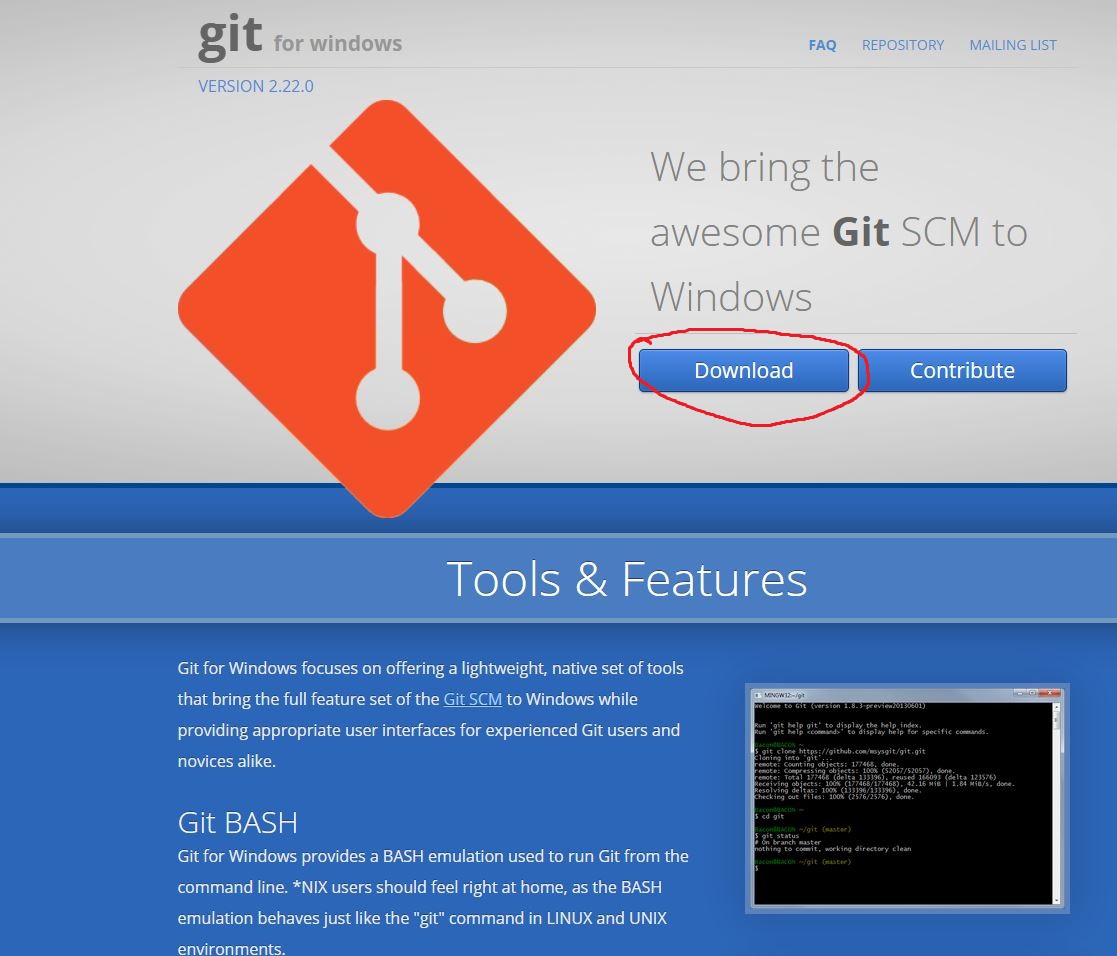 git for windows
FAQ REPOSITORY MAILING LIST
VERSION 2.22.0
We bring the
awesome Git SCM to
Windows
Download Contribute
Tools & Features
Git for Windows focuses on offering a lightweight, native set of tools
that bring the full feature set of the Git SCM to Windows while
providing appropriate user interfaces for experienced Git users and
novices alike.
Git BASH
Git for Windows provides a BASH emulation used to run Git from the
command line. *NIX users should feel right at home, as the BASH
emulation behaves just like the "git" command in LINUX and UNIX
environments.
MINGW32:~/git
Welcome to Git (version 1.8.3-preview20130601)
Run 'git help git' to display the help index.
Run 'git help <command>' to display help for specific commands.
Bacon@BACON ~
$ git clone https://github.com/msysgit/git.git
Cloning into 'git'...
remote: Counting objects: 177468, done.
remote: Compressing objects: 100% (52057/52057), done.
remote: Total 177468 (delta 133396), reused 166093 (delta 123576)
Receiving objects: 100% (177468/177468), 42.16 MiB | 1.84 MiB/s, done.
Resolving deltas: 100% (133396/133396), done.
Checking out files: 100% (2576/2576), done.
Bacon@BACON ~
$ cd git
Bacon@BACON ~/git (master)
$ git status
# On branch master
nothing to commit, working directory clean
Bacon@BACON ~/git (master)
$